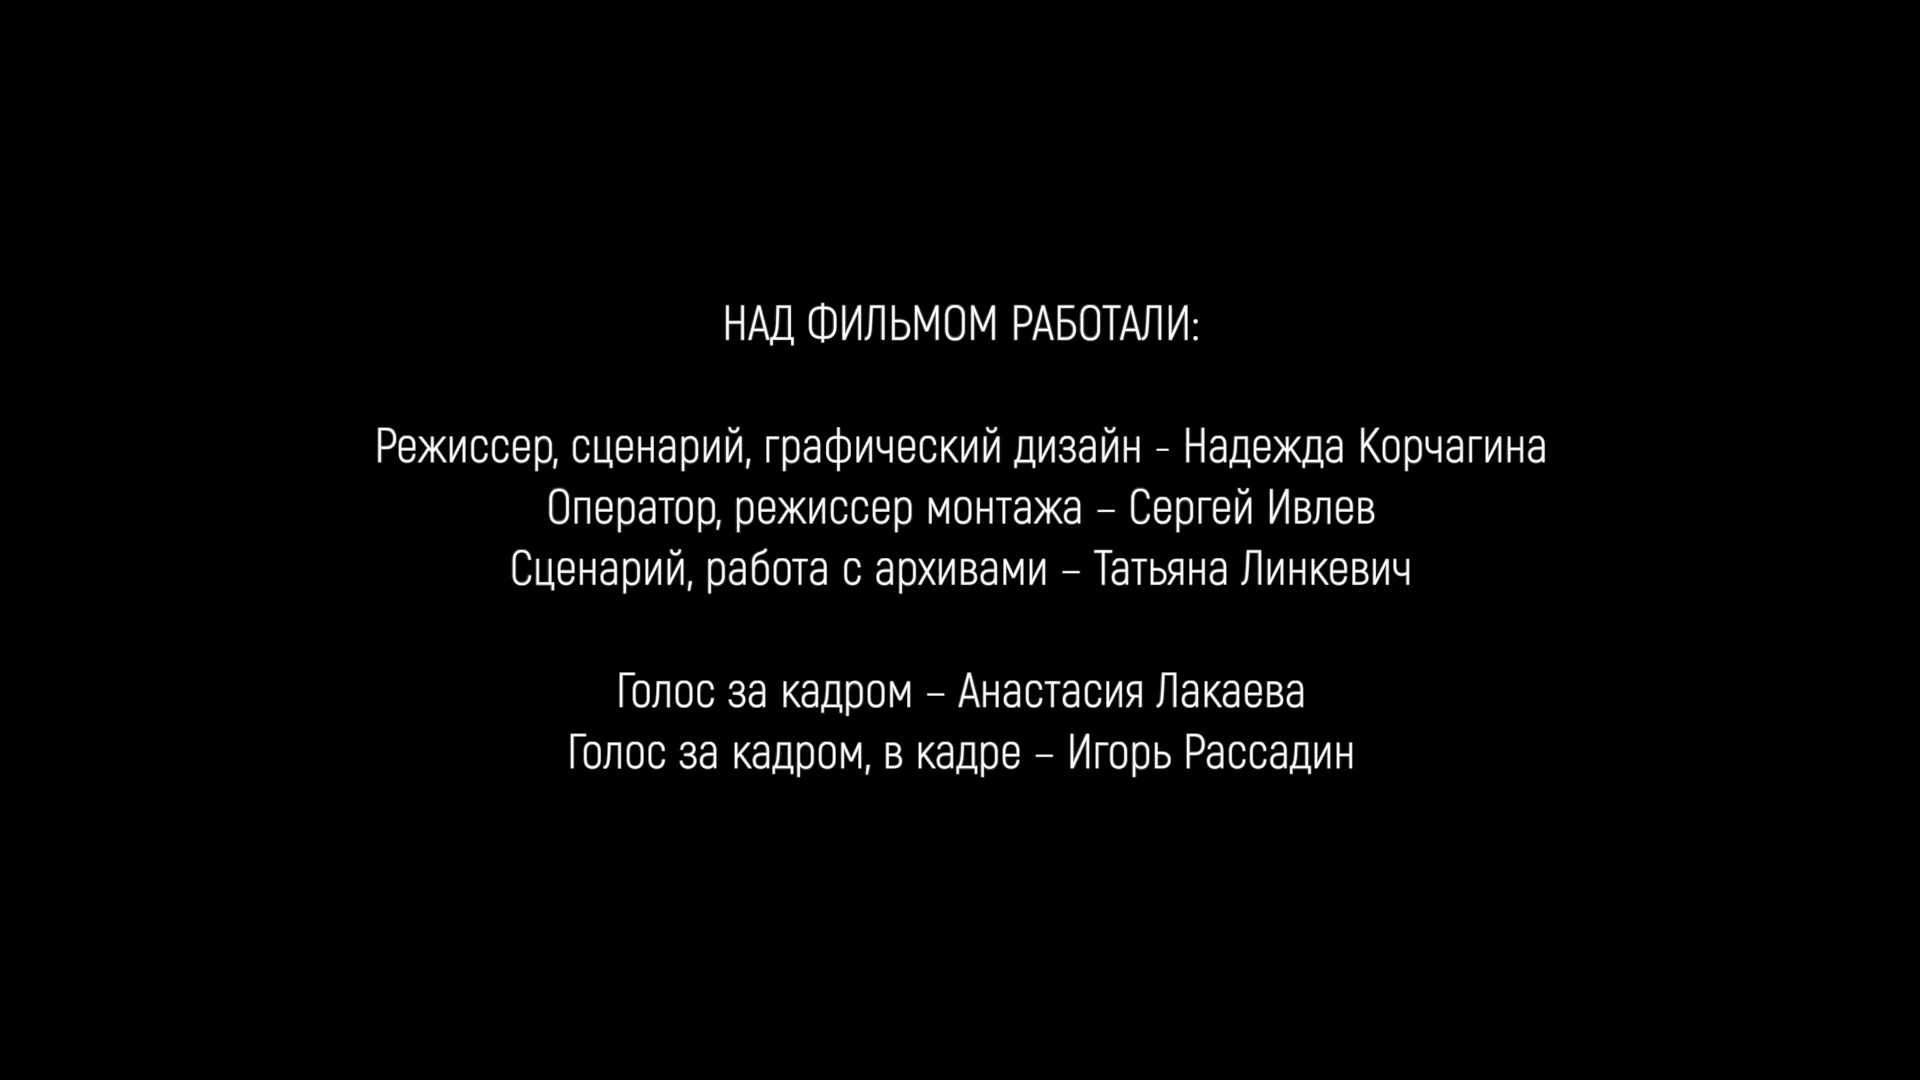 НАД ФИЛЬМОМ РАБОТАЛИ:
Режиссер, сценарий, графический дизайн - Надежда Корчагина
Оператор, режиссер монтажа – Сергей Ивлев
Сценарий, работа с архивами – Татьяна Линкевич
Голос за кадром – Анастасия Лакаева
Голос за кадром, в кадре – Игорь Рассадин